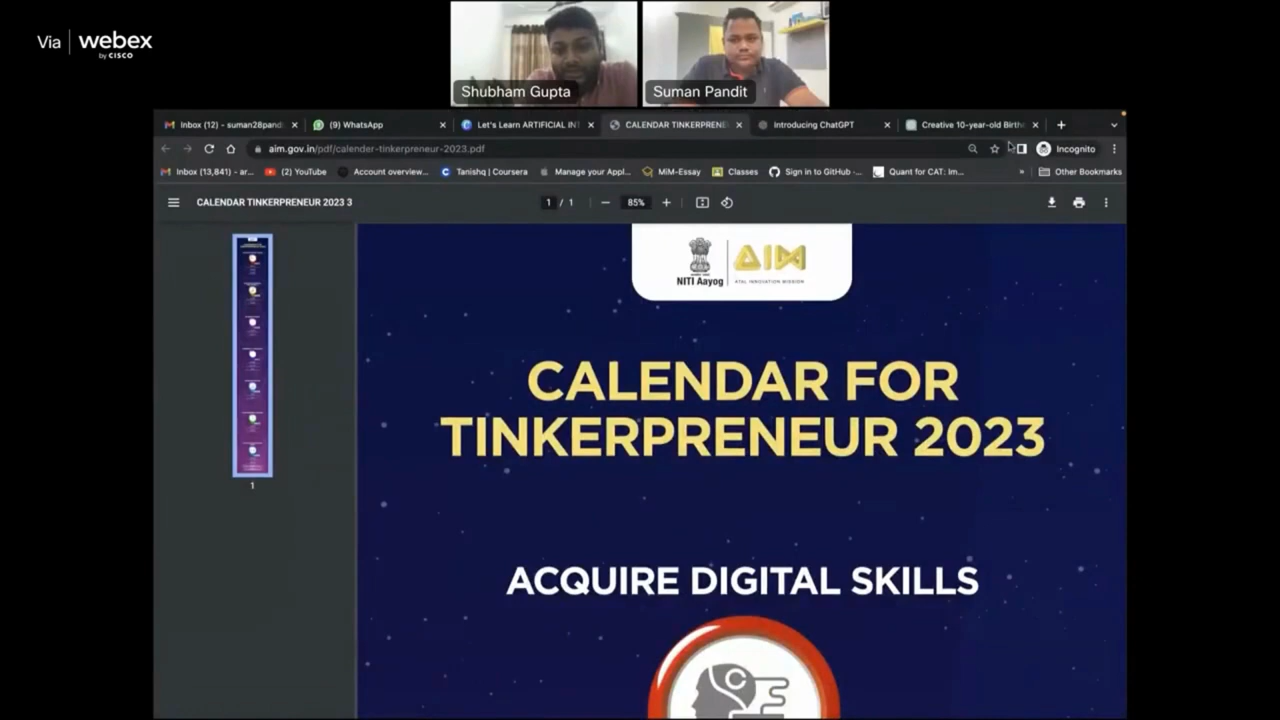 Via | webex
by CISCO
Shubham Gupta
Suman Pandit
Inbox (12) - suman28pand
(9) WhatsApp
Let's Learn ARTIFICIAL INT
CALENDAR TINKERPRENE
Introducing ChatGPT
Creative 10-year-old Birth
aim.gov.in/pdf/calender-tinkerpreneur-2023.pdf
Incognito
Inbox (13,841) - ar...
(2) YouTube
Account overview...
Tanishq | Coursera
Manage your Appl...
MiM-Essay
Classes
Sign in to GitHub ·...
Quant for CAT: Im...
Other Bookmarks
CALENDAR TINKERPRENEUR 2023 3
1 / 1
85%
NITI Aayog
AIM
ATAL INNOVATION MISSION
CALENDAR FOR
TINKERPRENEUR 2023
1
ACQUIRE DIGITAL SKILLS